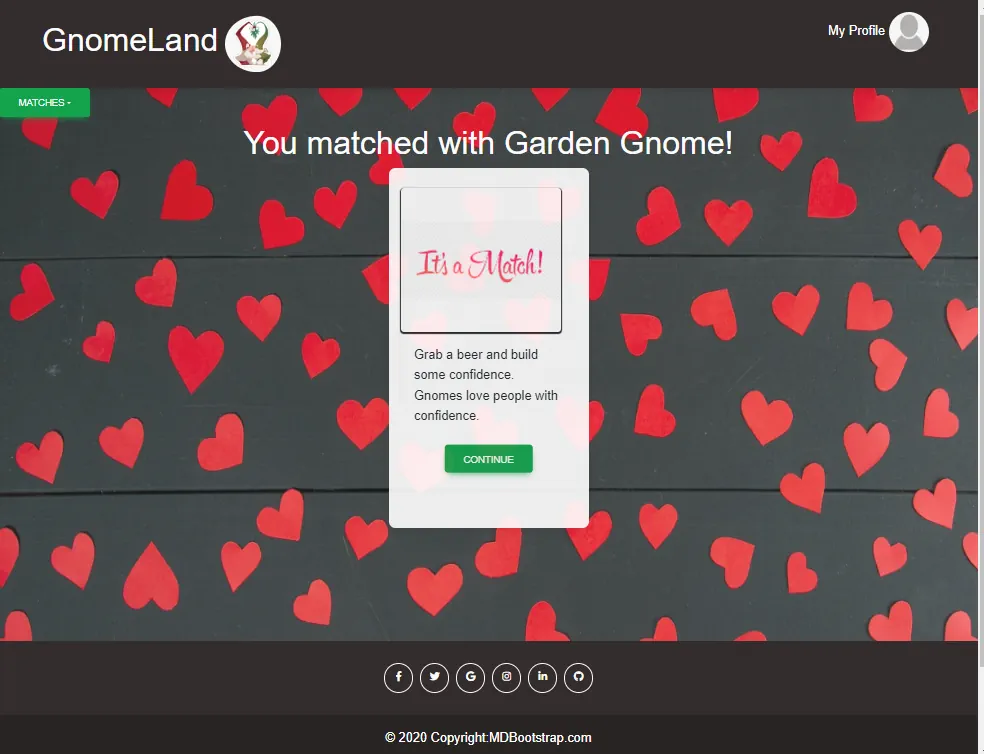 GnomeLand
My Profile
MATCHES
You matched with Garden Gnome!
It's a Match!
Grab a beer and build
some confidence.
Gnomes love people with
confidence.
CONTINUE
© 2020 Copyright:MDBootstrap.com